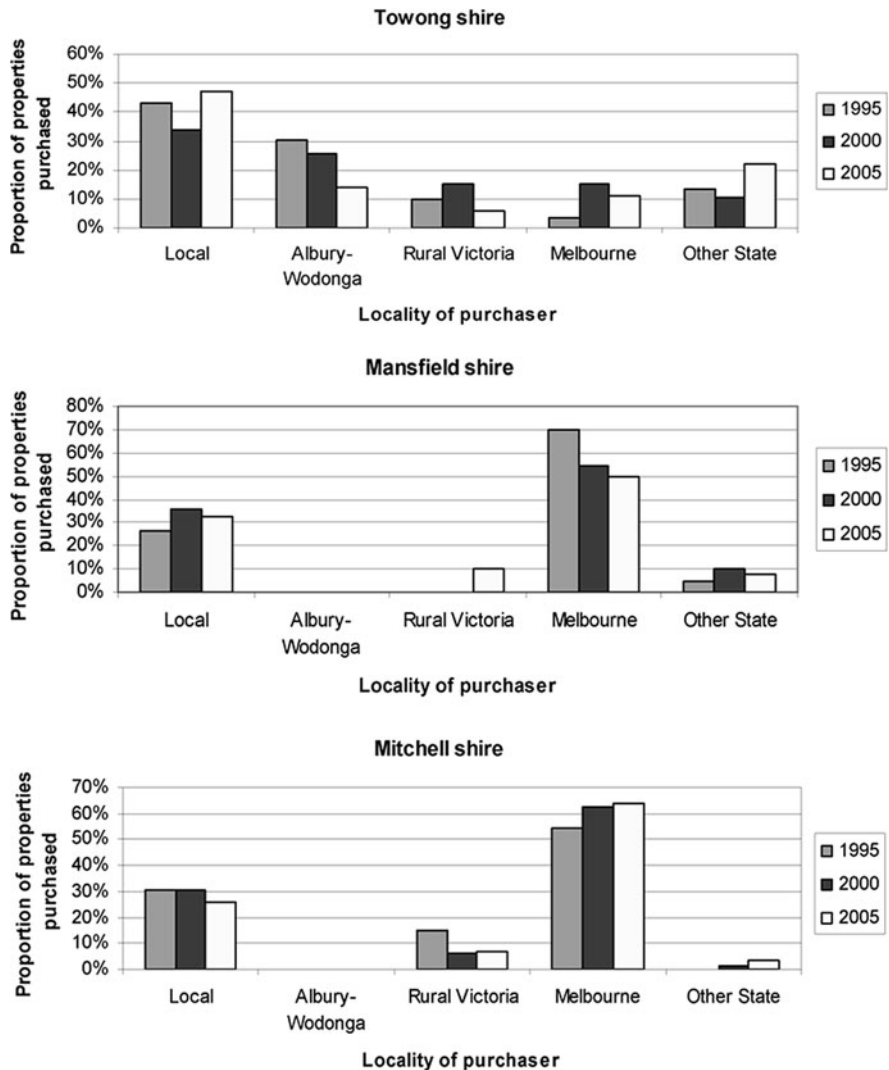 Towong shire
Proportion of properties
purchased
60%
50%
40%
30%
20%
10%
0%
Local
Albury-
Wodonga
Rural Victoria
Melbourne
Other State
Locality of purchaser
1995
2000
2005
Mansfield shire
Proportion of properties
purchased
80%
70%
60%
50%
40%
30%
20%
10%
0%
Local
Albury-
Wodonga
Rural Victoria
Melbourne
Other State
Locality of purchaser
1995
2000
2005
Mitchell shire
Proportion of properties
purchased
70%
60%
50%
40%
30%
20%
10%
0%
Local
Albury-
Wodonga
Rural Victoria
Melbourne
Other State
Locality of purchaser
1995
2000
2005